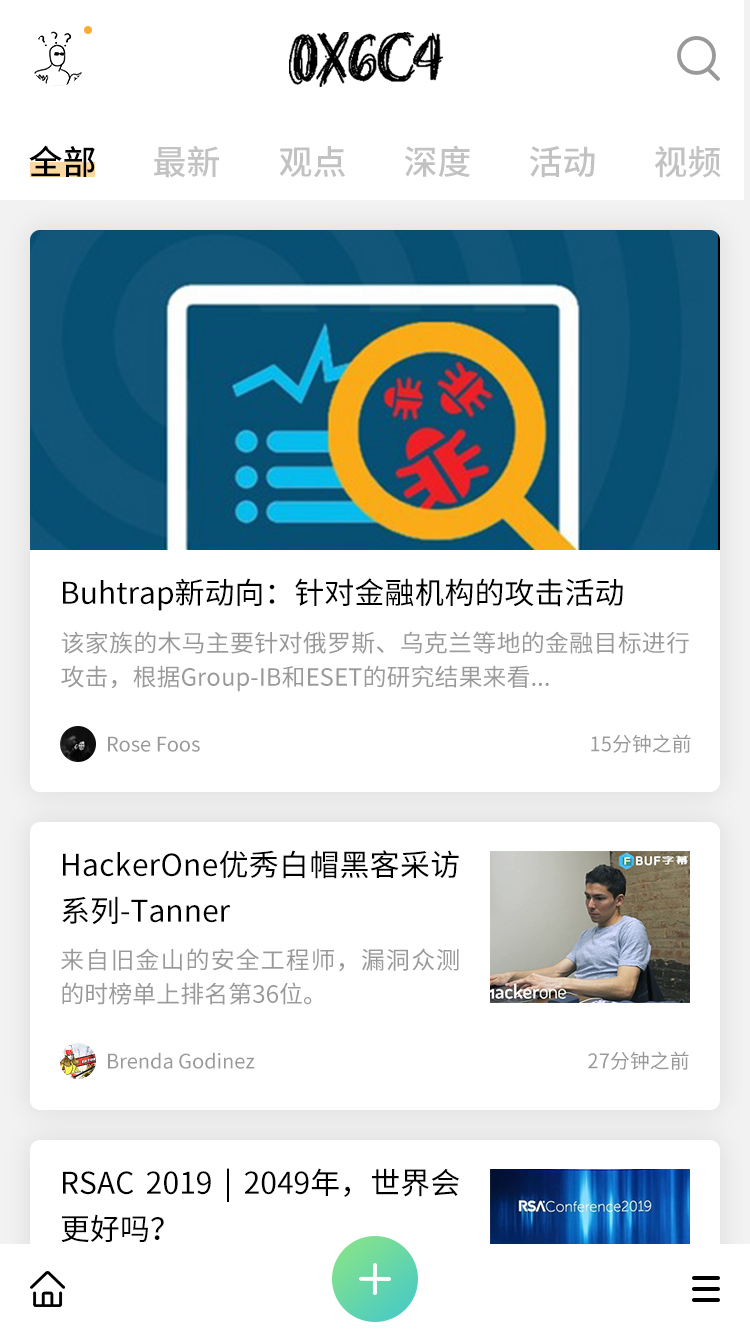 0X6C4
全部 最新 观点 深度 活动 视频
Buhtrap新动向：针对金融机构的攻击活动
该家族的木马主要针对俄罗斯、乌克兰等地的金融目标进行
攻击，根据Group-IB和ESET的研究结果来看...
Rose Foos 15分钟之前
HackerOne优秀白帽黑客采访
系列-Tanner
FBUF字幕
来自旧金山的安全工程师，漏洞众测
的时榜单上排名第36位。
hackerone
Brenda Godinez 27分钟之前
RSAC 2019 | 2049年，世界会
更好吗?
RSAConference2019